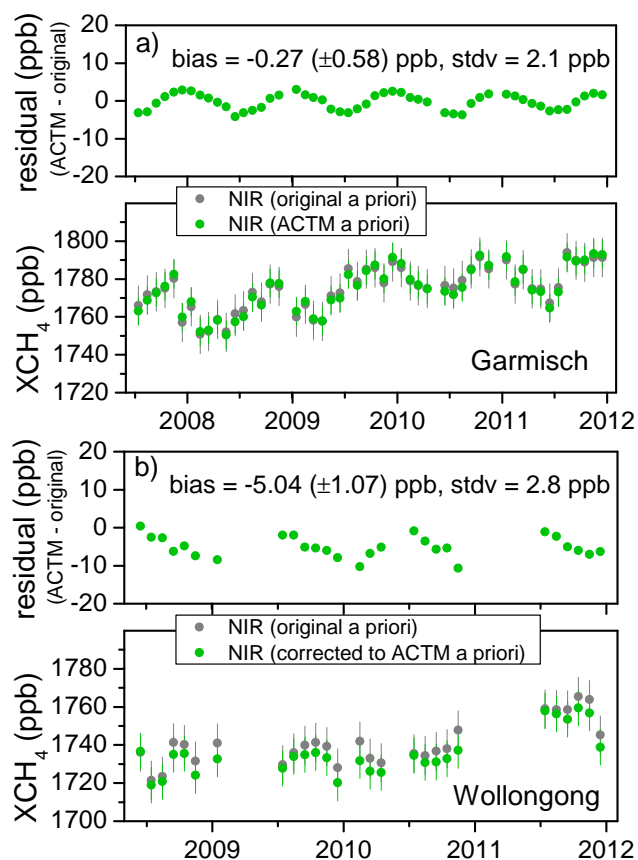 a)
bias = -0.27 (±0.58) ppb, stdv = 2.1 ppb
residual (ppb)
(ACTM - original)
20
10
0
-10
-20
NIR (original a priori)
NIR (ACTM a priori)
XCH4 (ppb)
1800
1780
1760
1740
1720
Garmisch
2008 2009 2010 2011 2012
b)
bias = -5.04 (±1.07) ppb, stdv = 2.8 ppb
residual (ppb)
(ACTM - original)
20
10
0
-10
-20
NIR (original a priori)
NIR (corrected to ACTM a priori)
XCH4 (ppb)
1780
1760
1740
1720
1700
Wollongong
2009 2010 2011 2012